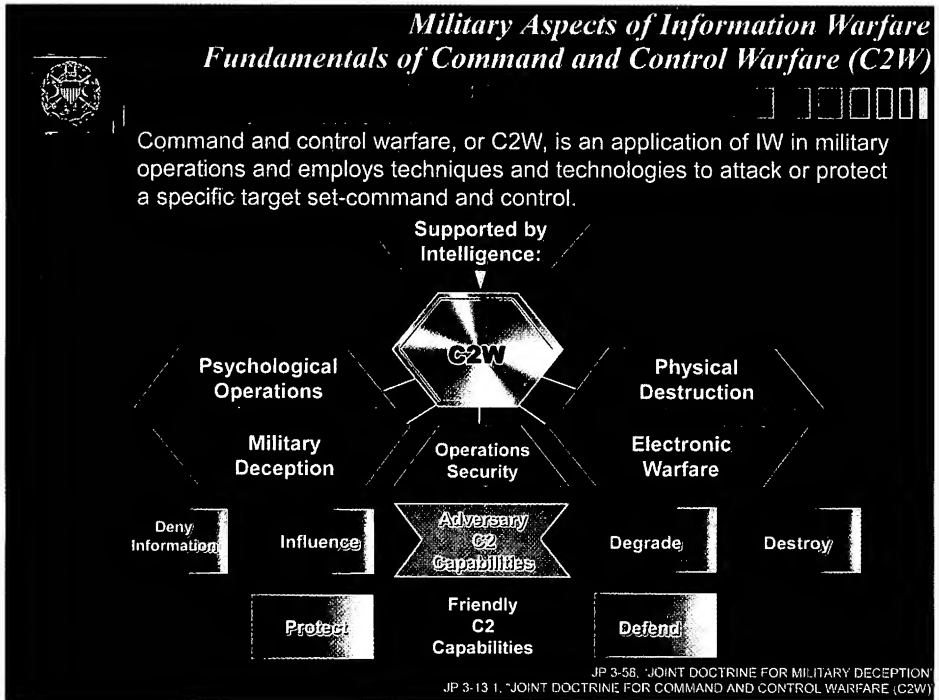 Military Aspects of Information Warfare
Fundamentals of Command and Control Warfare (C2W)
Command and control warfare, or C2W, is an application of IW in military
operations and employs techniques and technologies to attack or protect
a specific target set-command and control.
Supported by
Intelligence:
C2W
Psychological
Operations
Physical
Destruction
Military
Deception
Operations
Security
Electronic
Warfare
Deny
Information
Influence
Adversary
C2
Capabilities
Degrade
Destroy
Protect
Friendly
C2
Capabilities
Defend
JP 3-58, "JOINT DOCTRINE FOR MILITARY DECEPTION"
JP 3-13 1, "JOINT DOCTRINE FOR COMMAND AND CONTROL WARFARE (C2W)"